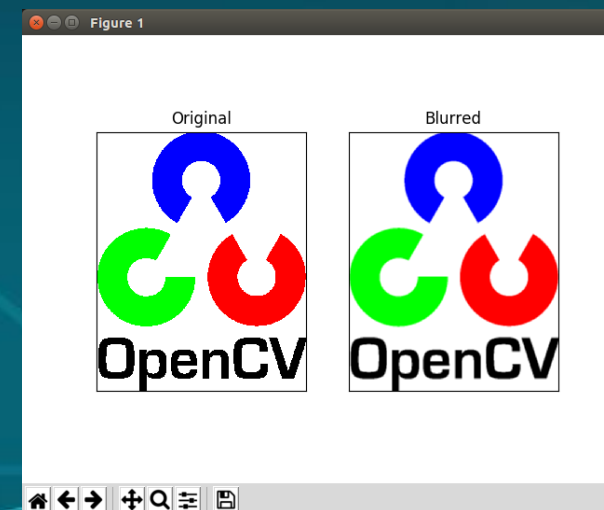 Figure 1
Original
Blurred
OpenCV
OpenCV